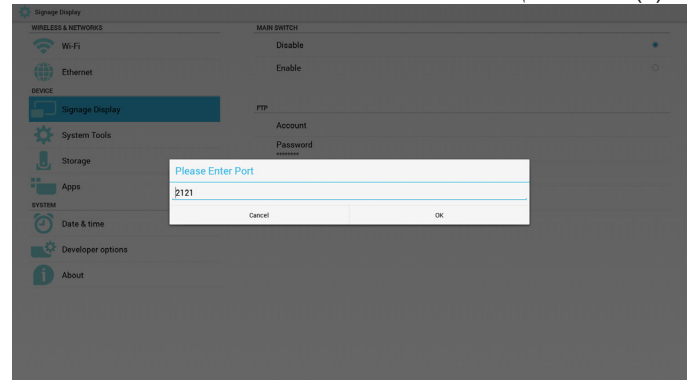 Signage Display
WIRELESS & NETWORKS
Wi-Fi
Ethernet
DEVICE
Signage Display
System Tools
Storage
Apps
SYSTEM
Date & time
Developer options
About
MAIN SWITCH
Disable
Enable
FTP
Account
Password
********
Please Enter Port
2121
Cancel
OK